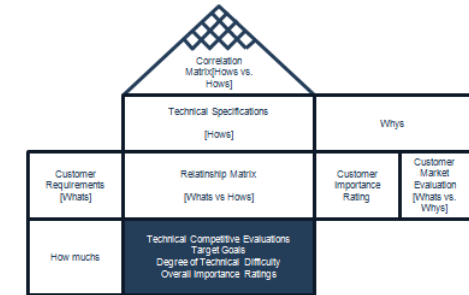 Correlation
Matrix[Hows vs.
Hows]
Technical Specifications
[Hows]
Whys
Customer
Requirements
[Whats]
Relatinship Matrix
[Whats vs Hows]
Customer
Importance
Rating
Customer
Market
Evaluation
[Whats vs.
Whys]
How muchs
Technical Competitive Evaluations
Target Goals
Degree of Technical Difficulty
Overall Importance Ratings